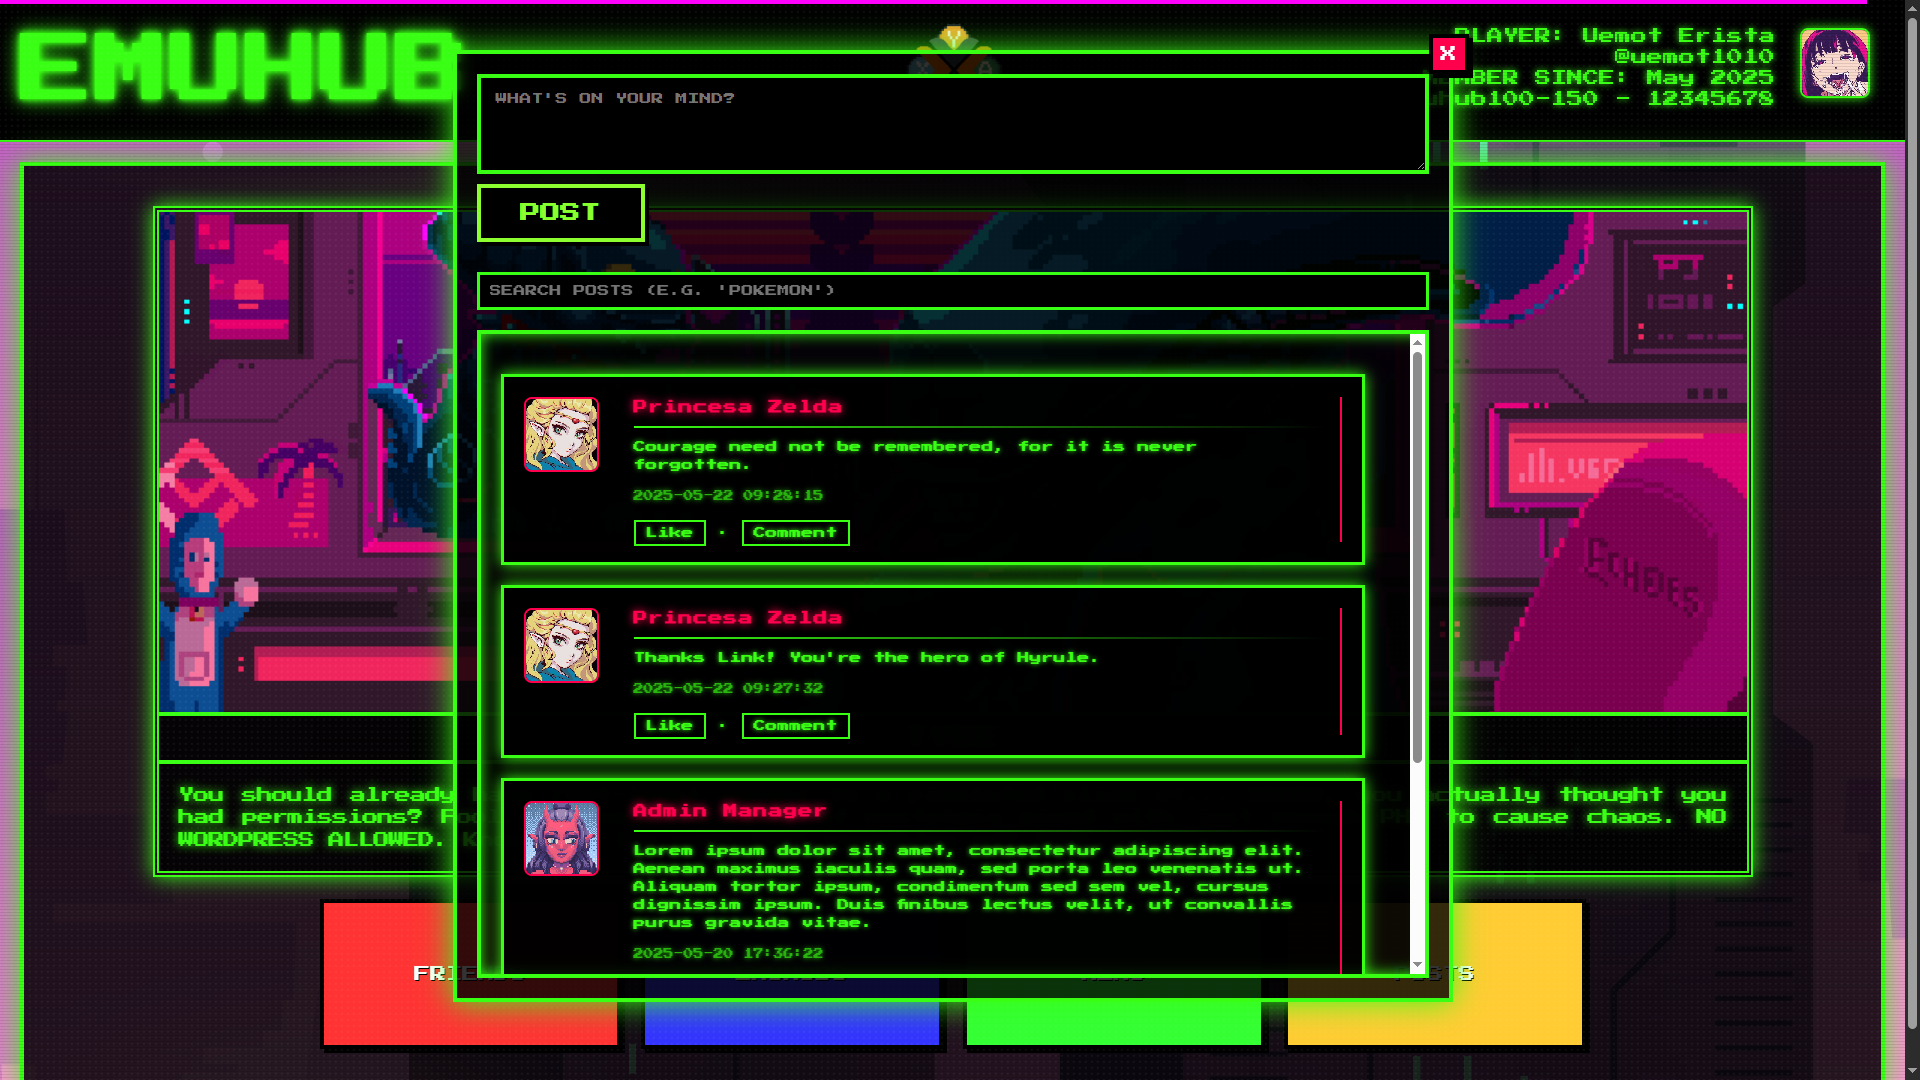 EMUHUB
PLAYER: Uemot Erista
@uemot1010
MBER SINCE: May 2025
ub100-150 - 12345678
X
WHAT'S ON YOUR MIND?
POST
SEARCH POSTS (E.G. 'POKEMON')
Princesa Zelda
Courage need not be remembered, for it is never
forgotten.
2025-05-22 09:28:15
Like · Comment
Princesa Zelda
Thanks Link! You're the hero of Hyrule.
2025-05-22 09:27:32
Like · Comment
Admin Manager
Lorem ipsum dolor sit amet, consectetur adipiscing elit.
Aenean maximus iaculis quam, sed porta leo venenatis ut.
Aliquam tortor ipsum, condimentum sed sem vel, cursus
dignissim ipsum. Duis finibus lectus velit, ut convallis
purus gravida vitae.
2025-05-20 17:36:22
ECHOES
You should already
actually thought you
had permissions?
to cause chaos. NO
WORDPRESS ALLOWED.
FRIENDS
POSTS